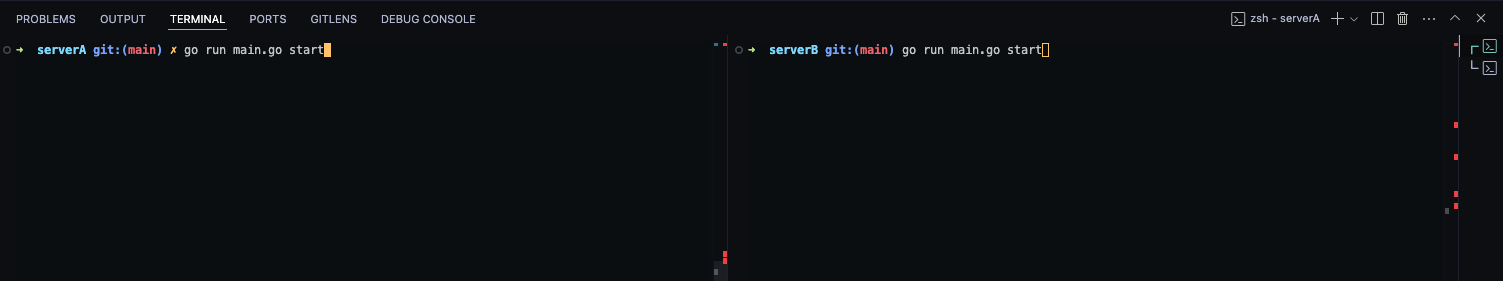 PROBLEMS OUTPUT TERMINAL PORTS GITLENS DEBUG CONSOLE zsh - serverA
➜ serverA git:(main) ✗ go run main.go start
➜ serverB git:(main) go run main.go start